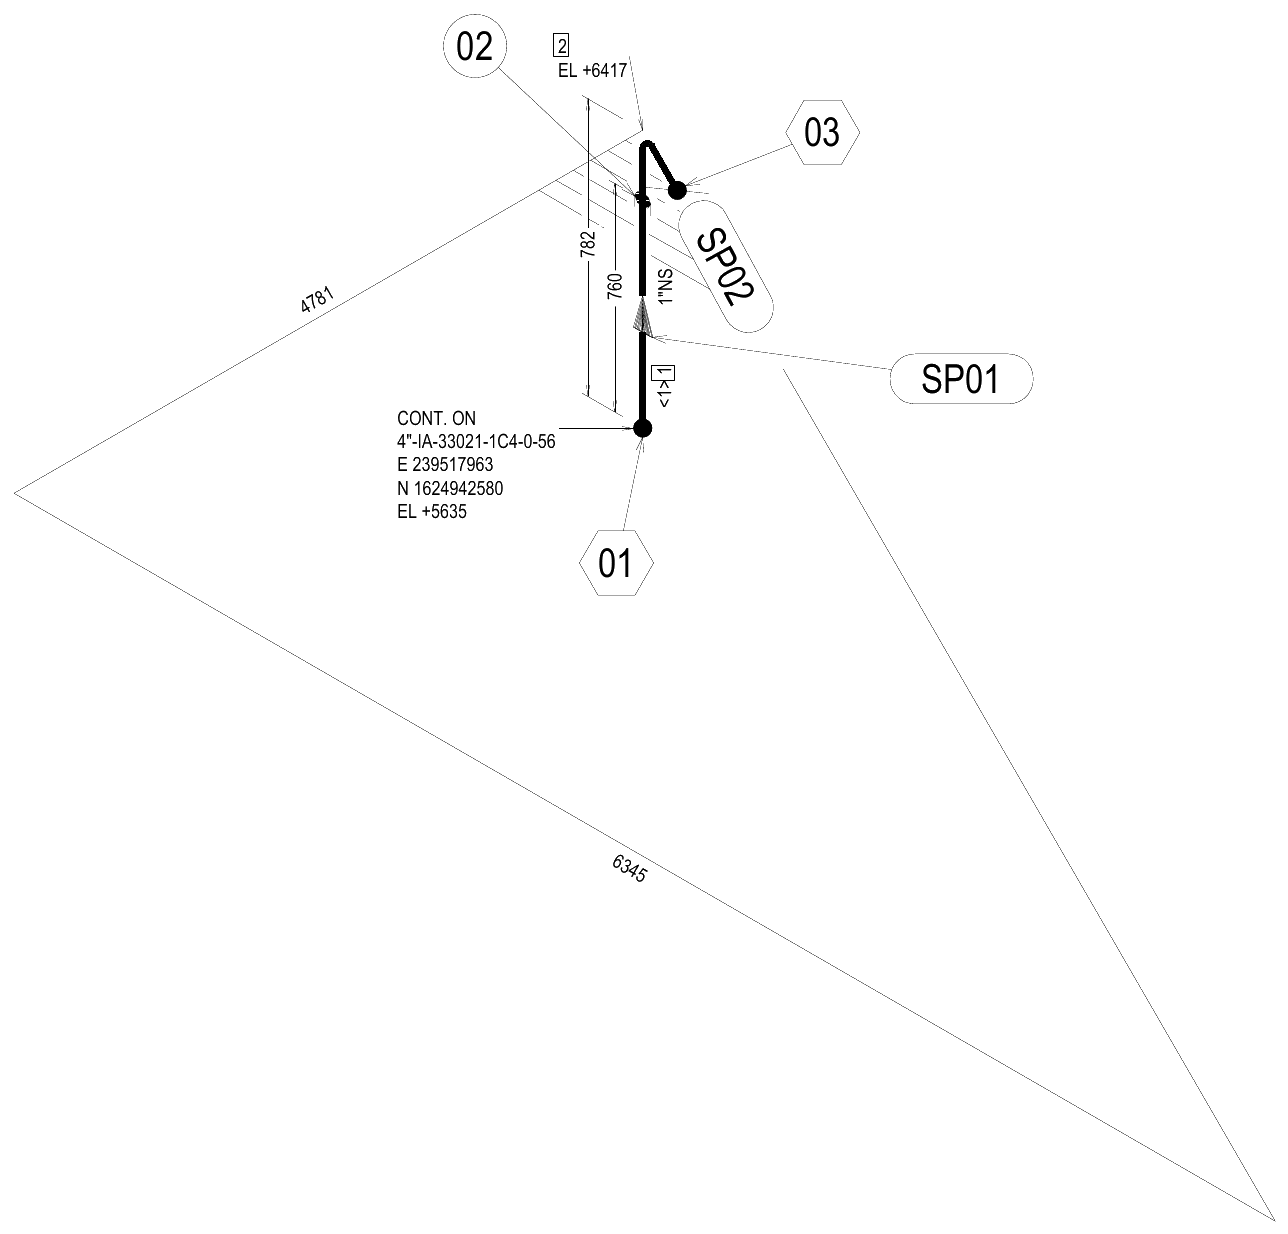 02
2
EL +6417
03
782
760
4781
SP02
1"NS
SP01
<1>
1
CONT. ON
4"-IA-33021-1C4-0-56
E 239517963
N 1624942580
EL +5635
01
6345